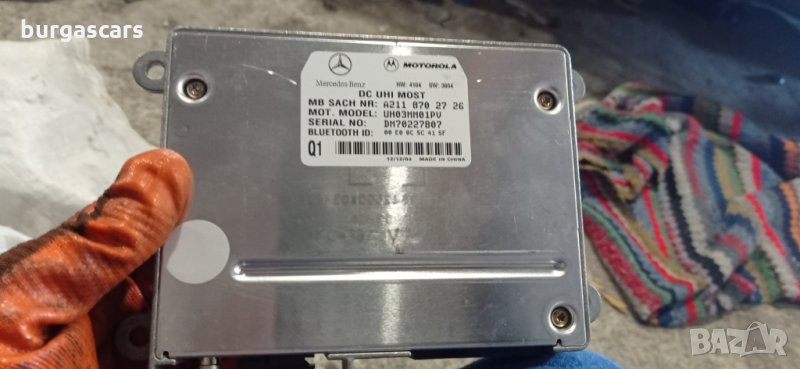 burgascars
Mercedes-Benz
MOTOROLA
HW: 4104 SW: 3004
DC UHI MOST
MB SACH NR: A211 870 27 26
MOT. MODEL: UH03MM01PV
SERIAL NO: DM70227807
BLUETOOTH ID: 00 E0 0C 5C 41 5F
Q1
12/12/04 MADE IN CHINA
BAZAR